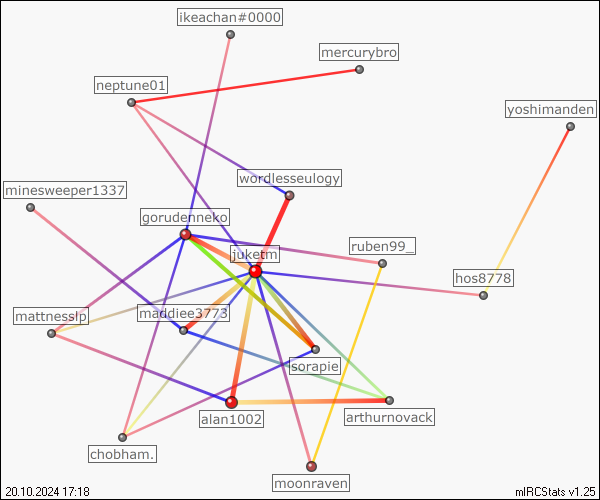 ikeachan#0000
mercurybro
neptune01
yoshimanden
wordlesseulogy
minesweeper1337
gorudenneko
ruben99_
juketm
hos8778
maddiee3773
mattnesslp
sorapie
arthurnovack
alan1002
chobham.
moonraven
20.10.2024 17:18
mIRCStats v1.25